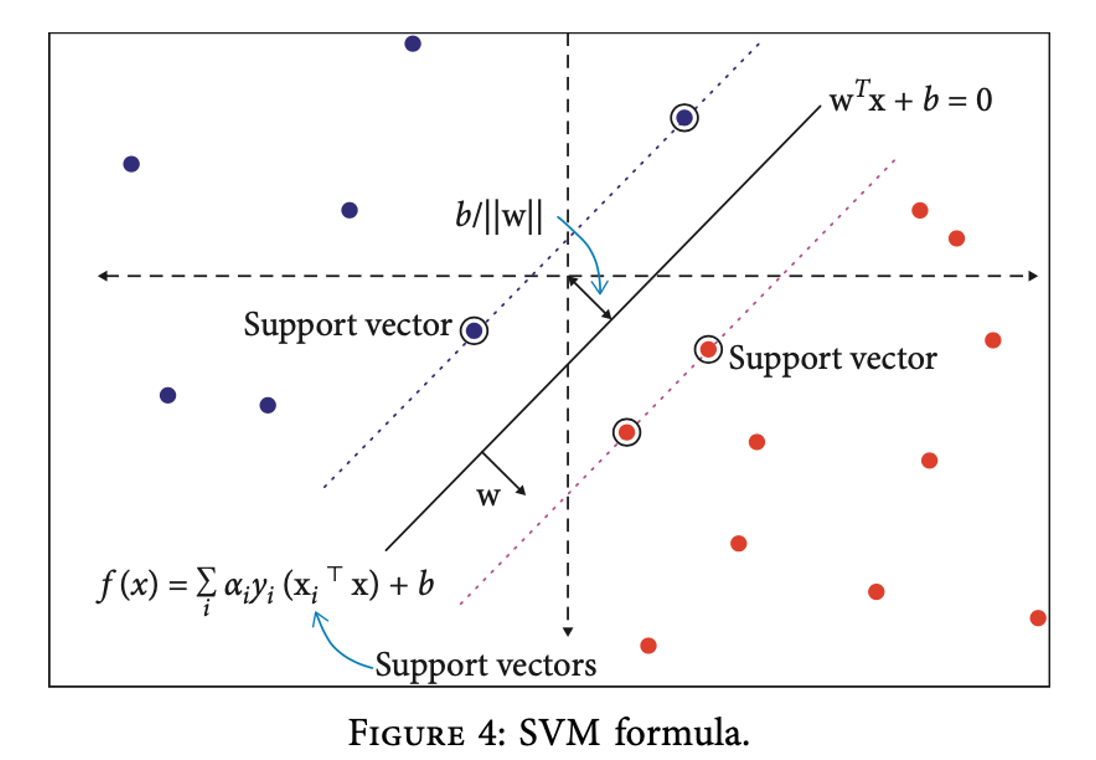 wᵀx + b = 0
b/||w||
Support vector
Support vector
w
f(x) = ∑ᵢ αᵢyᵢ (xᵢ ᵀ x) + b
Support vectors
FIGURE 4: SVM formula.